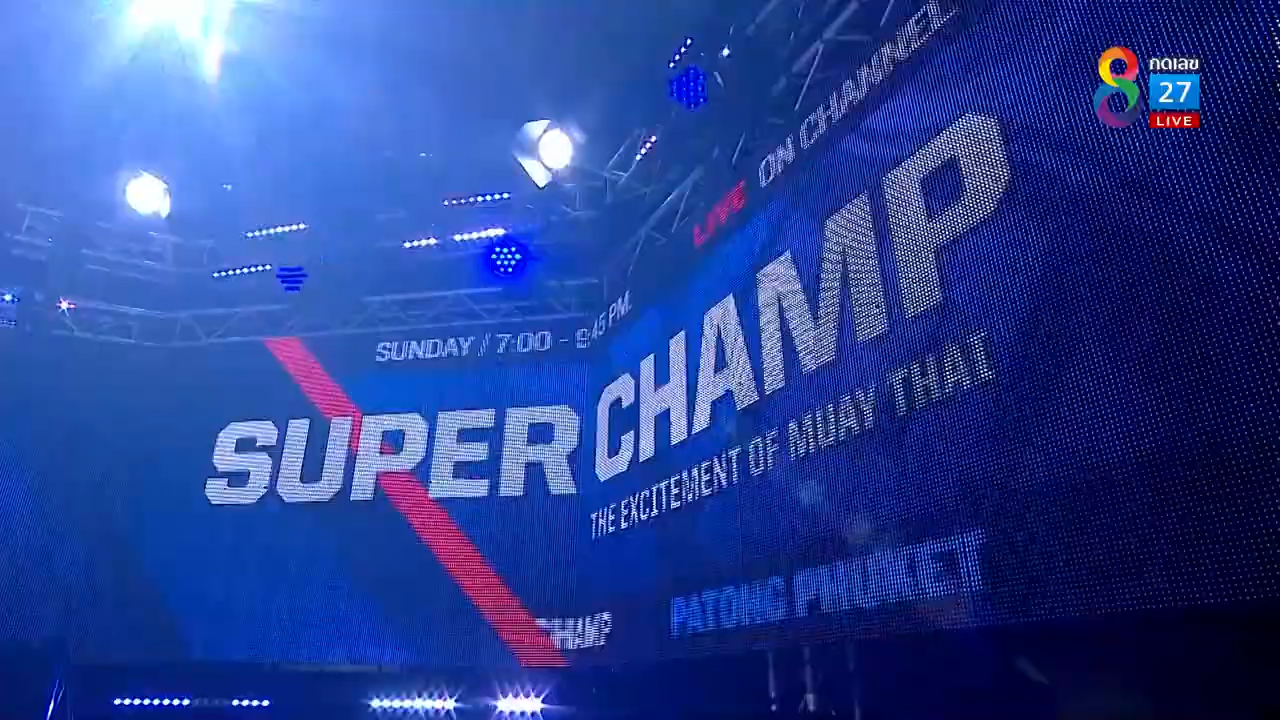 กดเลข
27
LIVE
LIVE ON CHANNEL
SUNDAY / 7:00 - 9:45 PM.
SUPER CHAMP
THE EXCITEMENT OF MUAY THAI
PATONG PHUKET
CHAMP